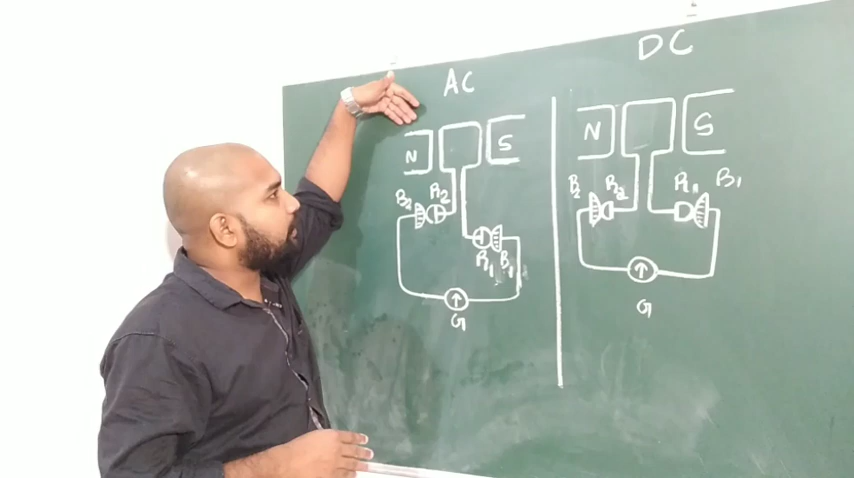 AC
N S
B2 R2
R1 B1
G
DC
N S
B2 R2 R1 B1
G